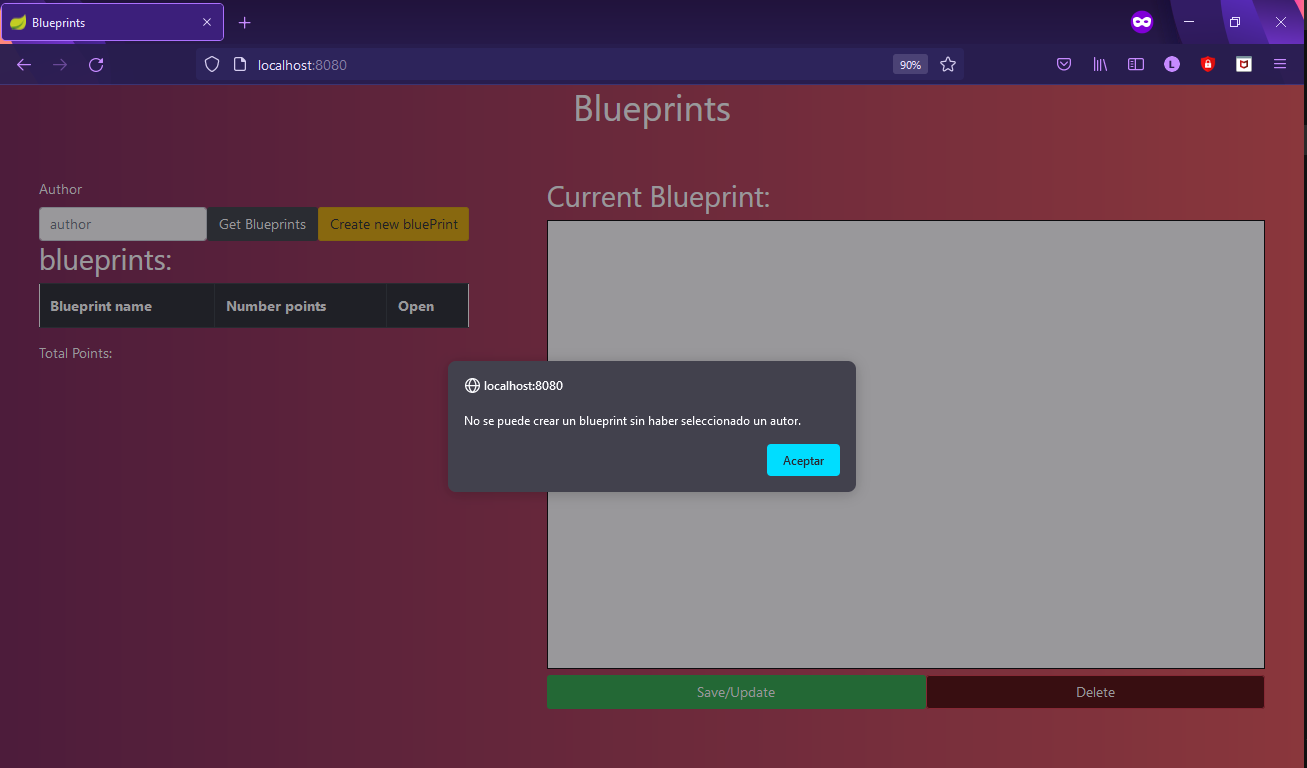 Blueprints
localhost:8080
90%
L
Blueprints
Author
author
Get Blueprints
Create new bluePrint
blueprints:
Blueprint name
Number points
Open
Total Points:
Current Blueprint:
localhost:8080
No se puede crear un blueprint sin haber seleccionado un autor.
Aceptar
Save/Update
Delete